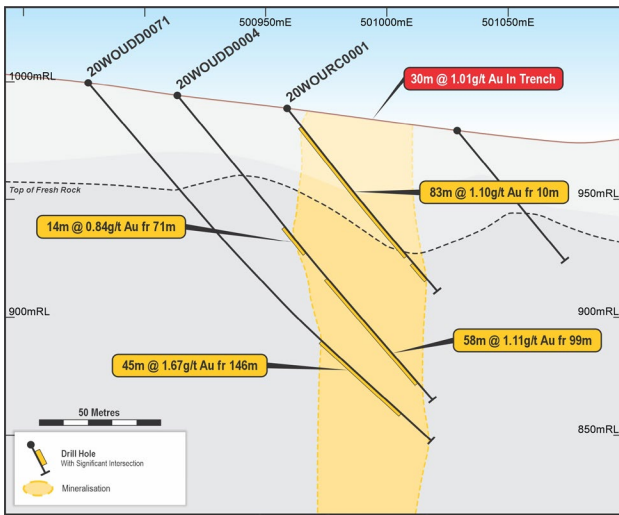 500950mE
501000mE
501050mE
20WOUDD0071
20WOUDD0004
20WOURC0001
1000mRL
30m @ 1.01g/t Au In Trench
Top of Fresh Rock
83m @ 1.10g/t Au fr 10m
950mRL
14m @ 0.84g/t Au fr 71m
900mRL
900mRL
58m @ 1.11g/t Au fr 99m
45m @ 1.67g/t Au fr 146m
50 Metres
850mRL
Drill Hole
With Significant Intersection
Mineralisation